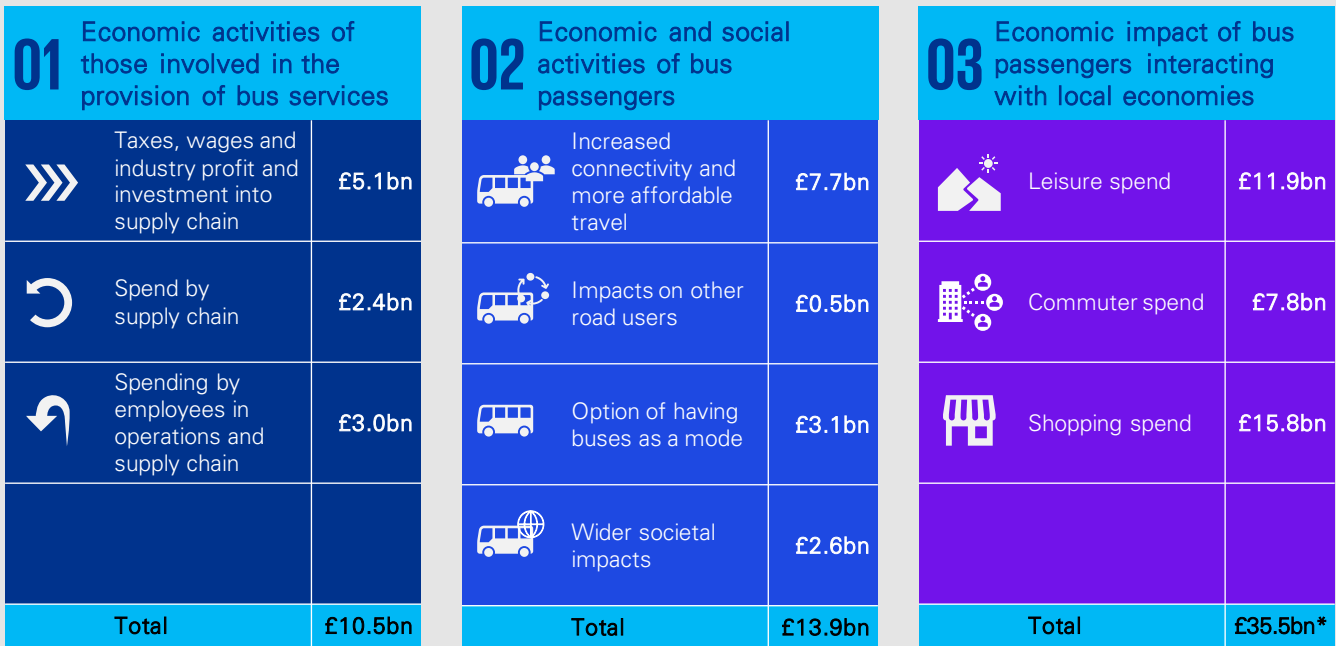 01
Economic activities of
those involved in the
provision of bus services
Taxes, wages and
industry profit and
investment into
supply chain
£5.1bn
Spend by
supply chain
£2.4bn
Spending by
employees in
operations and
supply chain
£3.0bn
Total
£10.5bn
02
Economic and social
activities of bus
passengers
Increased
connectivity and
more affordable
travel
£7.7bn
Impacts on other
road users
£0.5bn
Option of having
buses as a mode
£3.1bn
Wider societal
impacts
£2.6bn
Total
£13.9bn
03
Economic impact of bus
passengers interacting
with local economies
Leisure spend
£11.9bn
Commuter spend
£7.8bn
Shopping spend
£15.8bn
Total
£35.5bn*